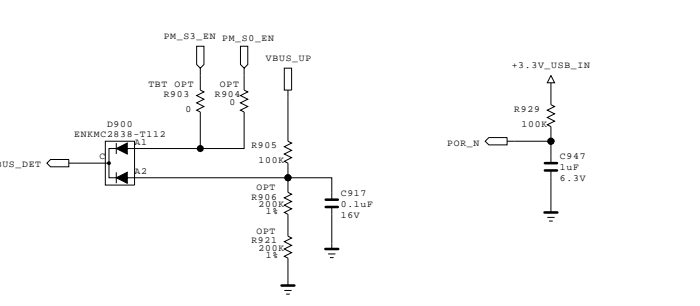 PM_S3_EN
PM_S0_EN
VBUS_UP
TBT OPT
R903
0
OPT
R904
0
D900
ENKMC2838-T112
A1
C
A2
BUS_DET
R905
100K
OPT
R906
200K
1%
C917
0.1uF
16V
OPT
R921
200K
1%
+3.3V_USB_IN
R929
100K
POR_N
C947
1uF
6.3V